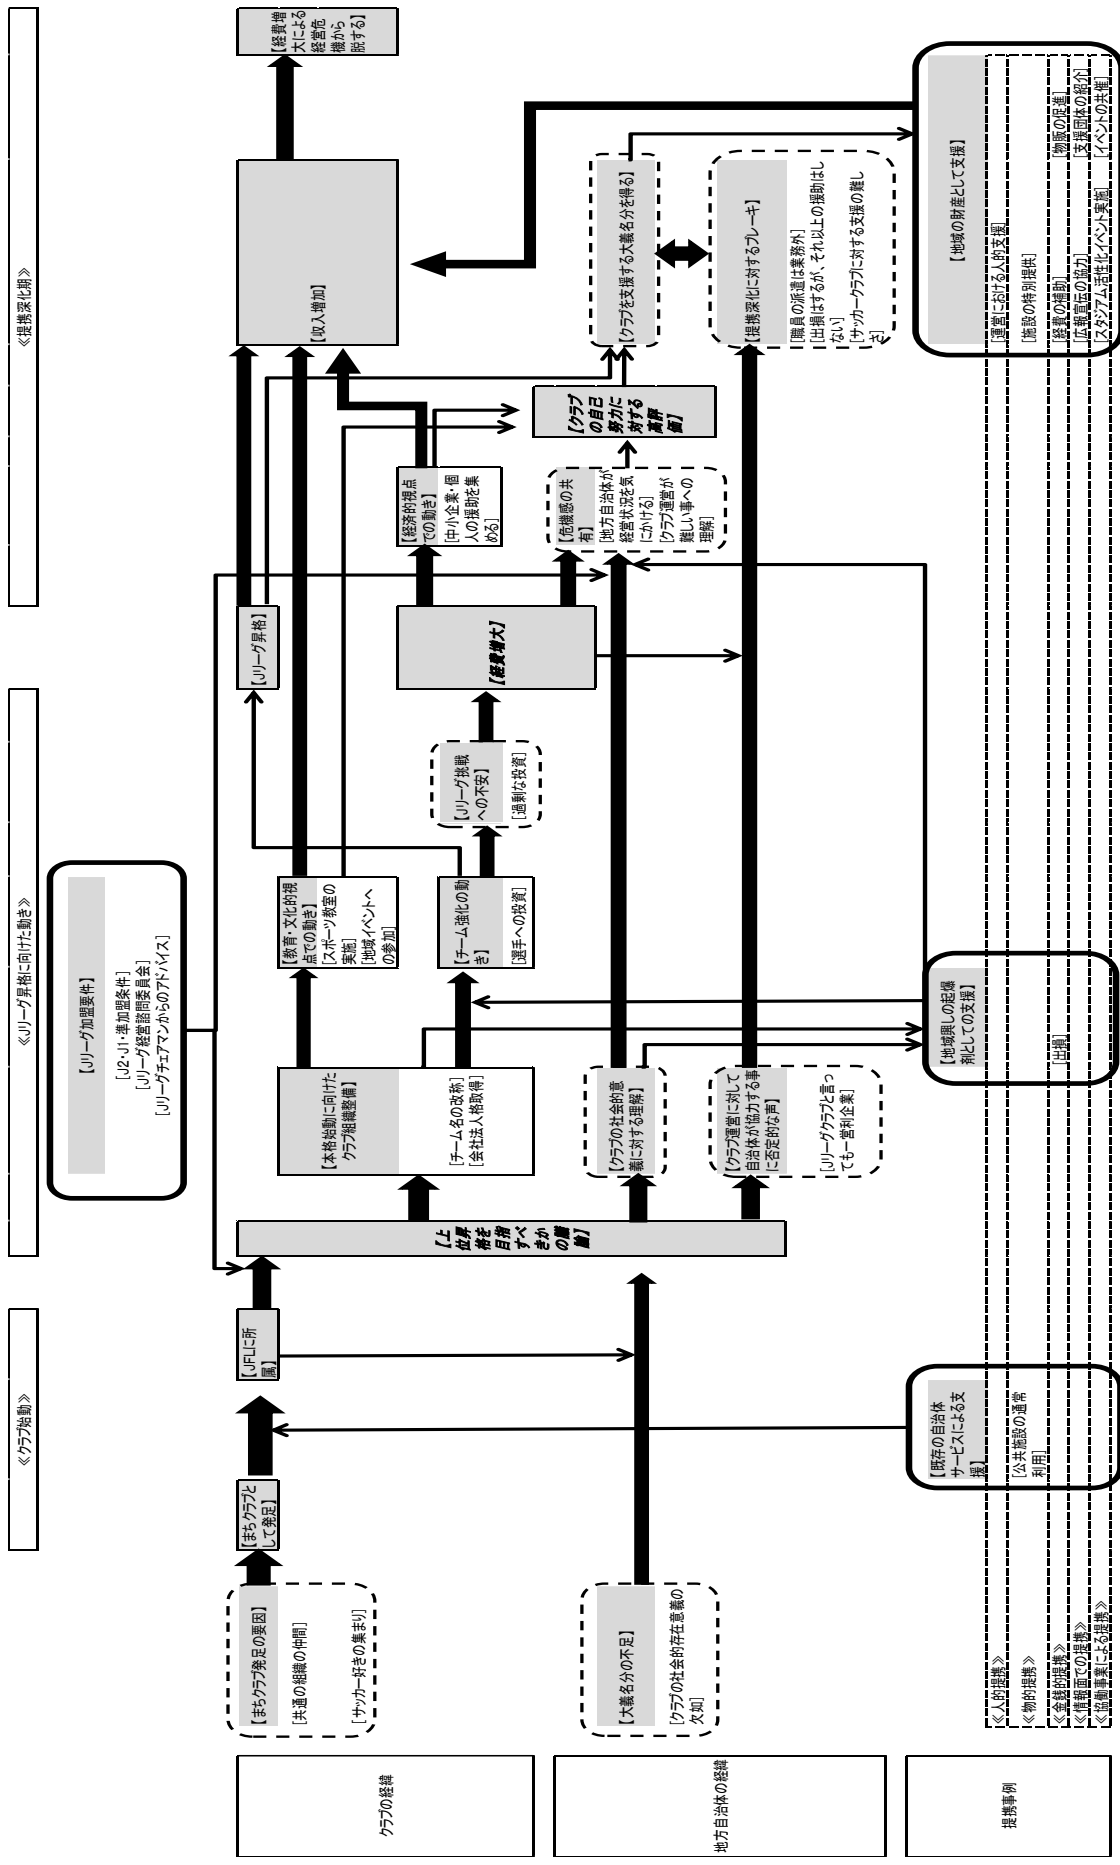 ≪クラブ始動≫
≪Jリーグ昇格に向けた動き≫
≪提携深化期≫
【Jリーグ加盟要件】
[J2・J1・準加盟条件]
[Jリーグ経営諮問委員会]
[Jリーグチェアマンからのアドバイス]
クラブの経緯
【まちクラブ発足の要因】
[共通の組織の仲間]
[サッカー好きの集まり]
【まちクラブと
して発足】
【JFLに所
属】
【上
位昇
格を
目指
すべ
きか
の議
論】
【本格始動に向けた
クラブ組織整備】
[チーム名の改称]
[会社法人格取得]
【教育・文化的視
点での動き】
[スポーツ教室の
実施]
[地域イベントへ
の参加]
【チーム強化の動
き】
[選手への投資]
【Jリーグ挑戦
への不安】
[過剰な投資]
【Jリーグ昇格】
【経費増大】
【経済的視点
での動き】
[中小企業・個
人の援助を集
める]
【収入増加】
【経費増
大による
経営危
機から
脱する】
地方自治体の経緯
【大義名分の不足】
[クラブの社会的存在意義の
欠如]
【クラブの社会的意
義に対する理解】
【クラブ運営に対して
自治体が協力する事
に否定的な声】
[Jリーグクラブと言っ
ても一営利企業]
【危機感の共
有】
[地方自治体が
経営状況を気
にかける]
[クラブ運営が
難しい事への
理解]
【クラブ
の自己
努力に
対する
高評
価】
【クラブを支援する大義名分を得る】
【提携深化に対するブレーキ】
[職員の派遣は業務外]
[出損はするが、それ以上の援助はし
ない]
[サッカークラブに対する支援の難し
さ]
提携事例
≪人的提携≫
≪物的提携≫
≪金銭的提携≫
≪情報面での提携≫
≪協働事業による提携≫
【既存の自治体
サービスによる支
援】
[公共施設の通常
利用]
【地域興しの起爆
剤としての支援】
[出損]
【地域の財産として支援】
[運営における人的支援]
[施設の特別提供]
[経費の補助]
[物販の促進]
[広報宣伝の協力]
[支援団体の紹介]
[スタジアム活性化イベント実施]
[イベントの共催]